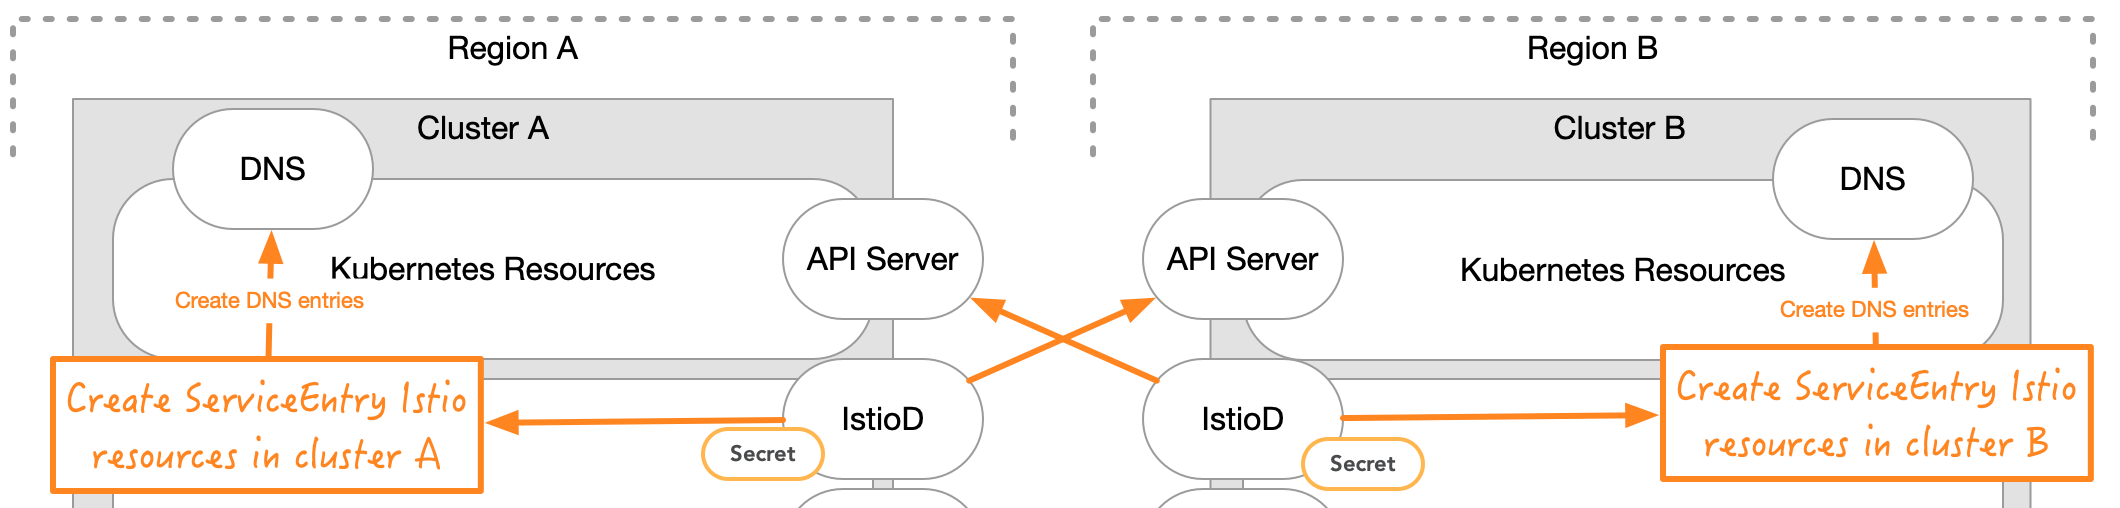 Region A
Region B
Cluster A
Cluster B
DNS
DNS
API Server
API Server
Kubernetes Resources
Kubernetes Resources
Create DNS entries
Create DNS entries
Create ServiceEntry Istio
resources in cluster A
IstioD
Secret
IstioD
Secret
Create ServiceEntry Istio
resources in cluster B